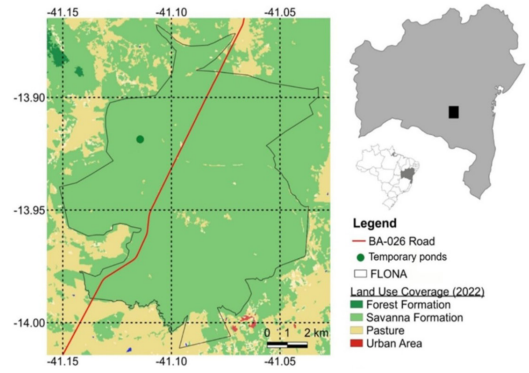 -41.15 -41.10 -41.05
-13.90
-13.95
-14.00
0 1 2 km
-41.15 -41.10 -41.05
Legend
BA-026 Road
Temporary ponds
FLONA
Land Use Coverage (2022)
Forest Formation
Savanna Formation
Pasture
Urban Area